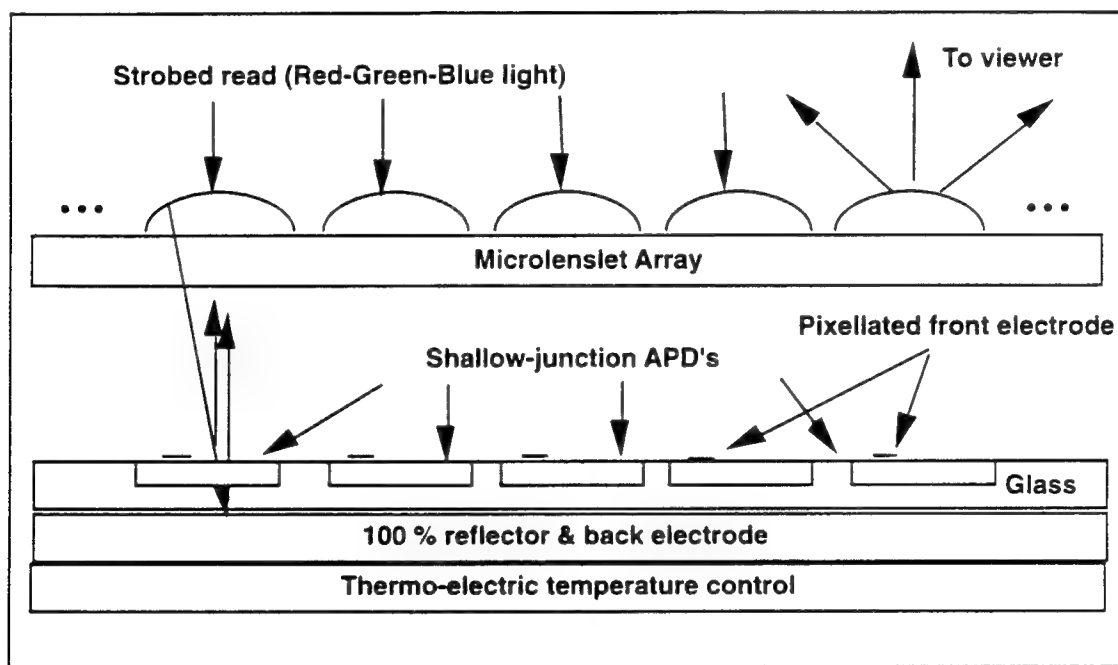 To viewer
Strobed read (Red-Green-Blue light)
Microlenslet Array
Pixellated front electrode
Shallow-junction APD's
Glass
100 % reflector & back electrode
Thermo-electric temperature control